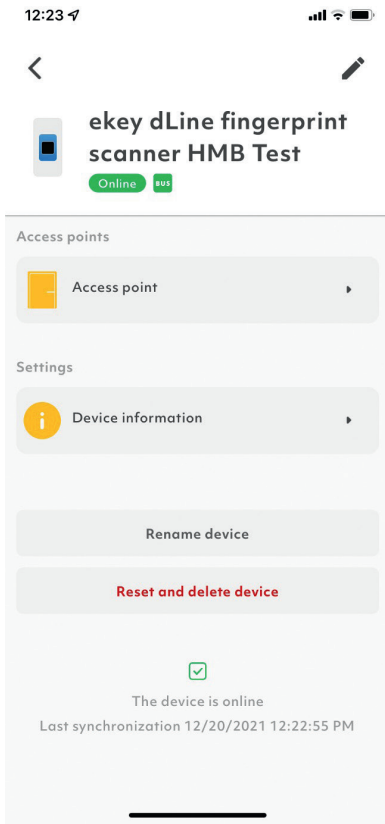 12:23
ekey dLine fingerprint
scanner HMB Test
Online BUS
Access points
Access point
Settings
i Device information
Rename device
Reset and delete device
The device is online
Last synchronization 12/20/2021 12:22:55 PM